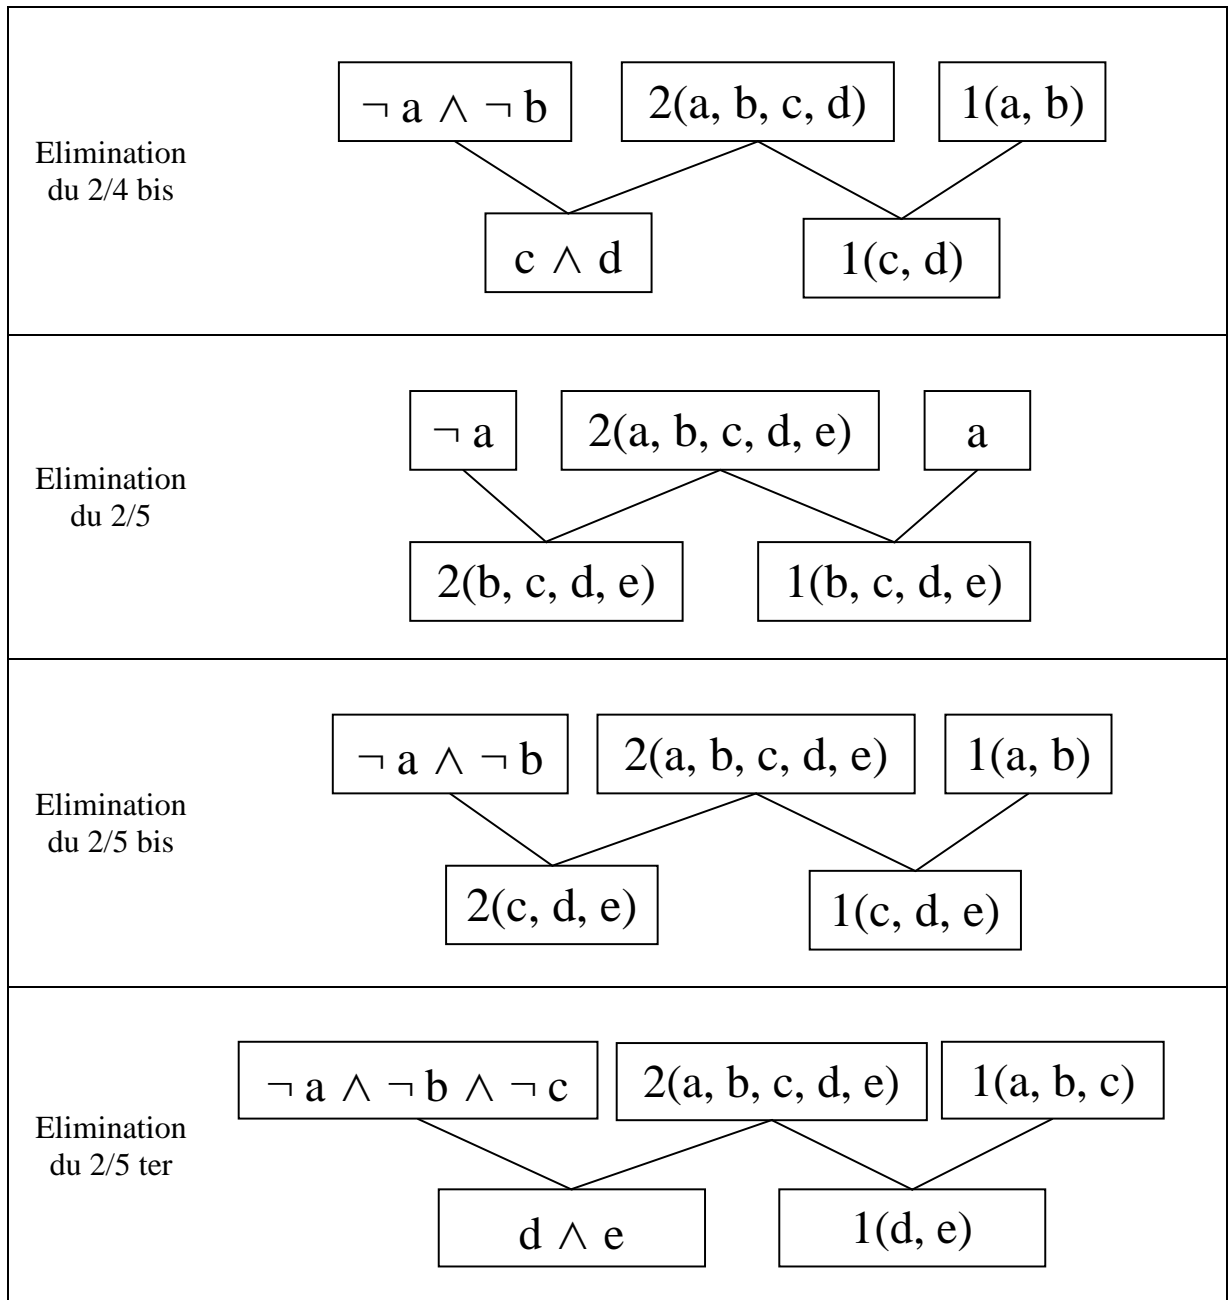 ¬ a ∧ ¬ b
2(a, b, c, d)
1(a, b)
Elimination
du 2/4 bis
c ∧ d
1(c, d)
¬ a
2(a, b, c, d, e)
a
Elimination
du 2/5
2(b, c, d, e)
1(b, c, d, e)
¬ a ∧ ¬ b
2(a, b, c, d, e)
1(a, b)
Elimination
du 2/5 bis
2(c, d, e)
1(c, d, e)
¬ a ∧ ¬ b ∧ ¬ c
2(a, b, c, d, e)
1(a, b, c)
Elimination
du 2/5 ter
d ∧ e
1(d, e)